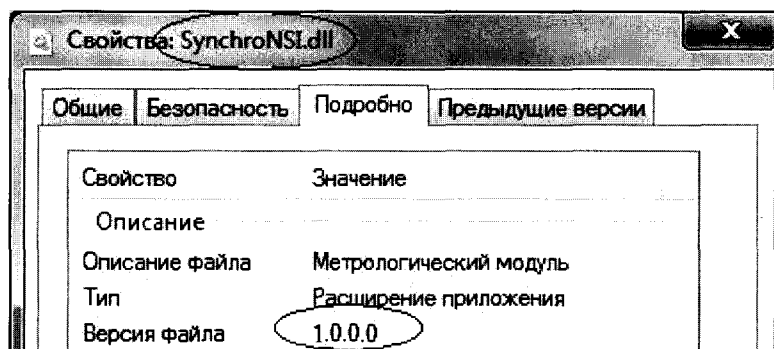 Свойства: SynchroNSI.dll
x
Общие Безопасность Подробно Предыдущие версии
Свойство Значение
Описание
Описание файла Метрологический модуль
Тип Расширение приложения
Версия файла 1.0.0.0